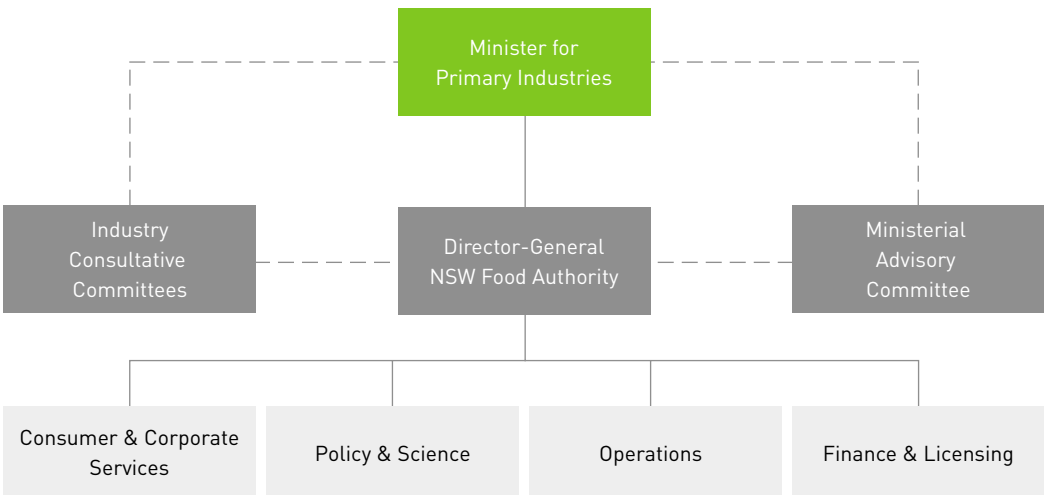 Minister for
Primary Industries
Industry
Consultative
Committees
Director-General
NSW Food Authority
Ministerial
Advisory
Committee
Consumer & Corporate
Services
Policy & Science
Operations
Finance & Licensing